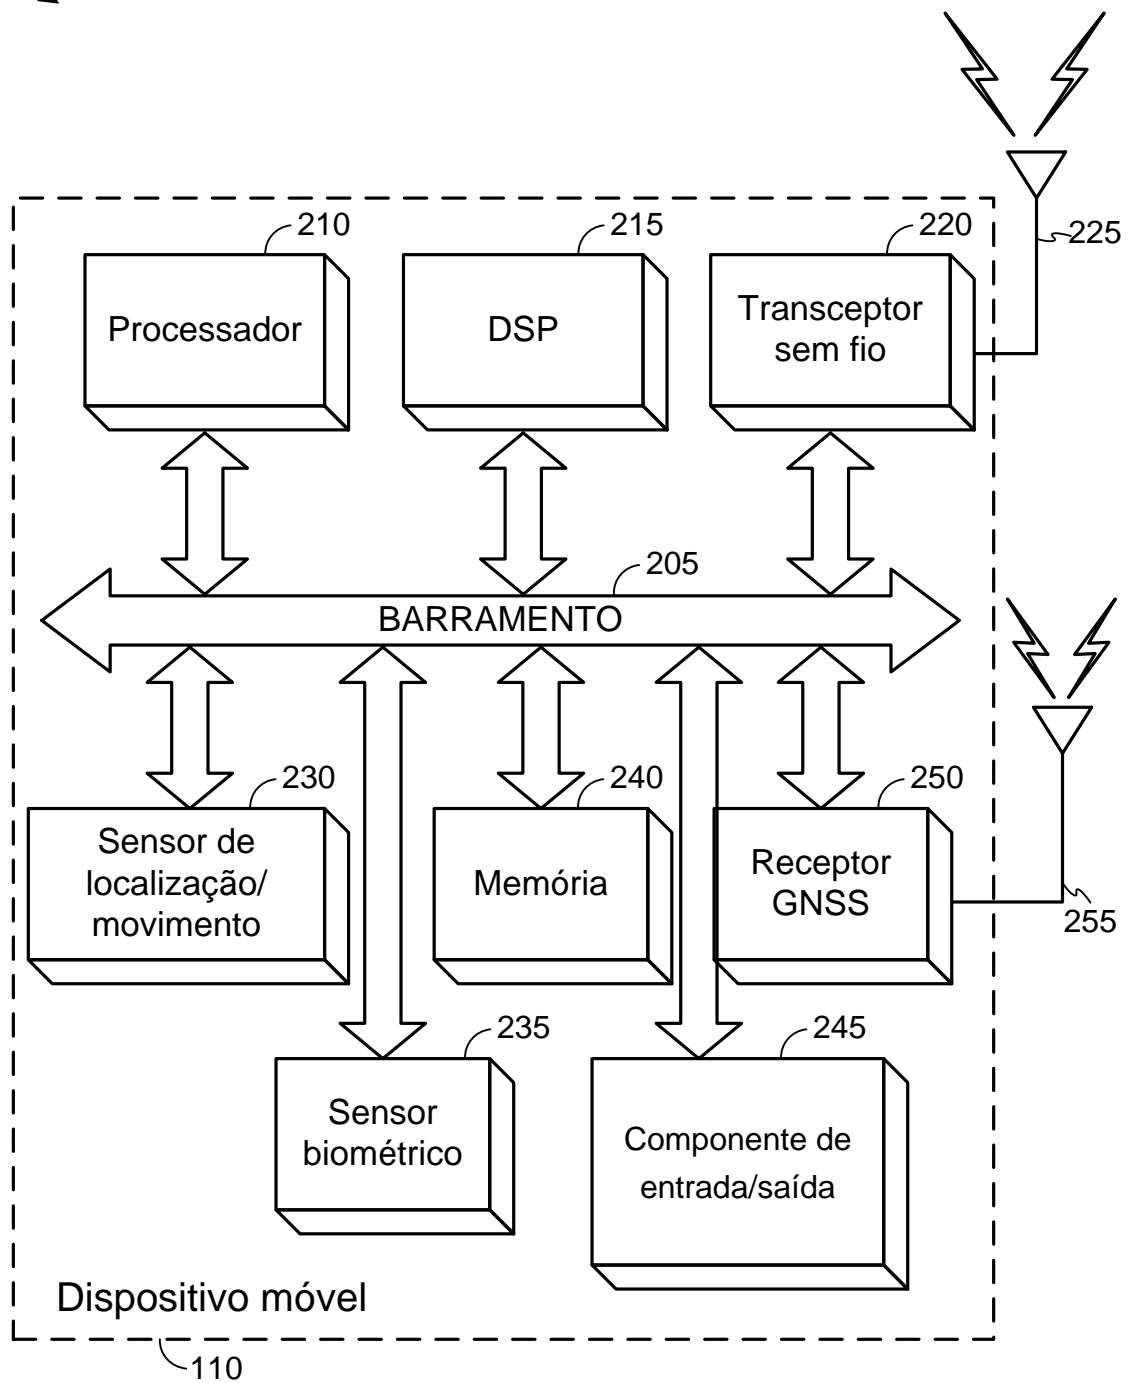 210
215
220
225
Processador
DSP
Transceptor
sem fio
205
BARRAMENTO
230
240
250
Sensor de
localização/
movimento
Memória
Receptor
GNSS
255
235
245
Sensor
biométrico
Componente de
entrada/saída
Dispositivo móvel
110